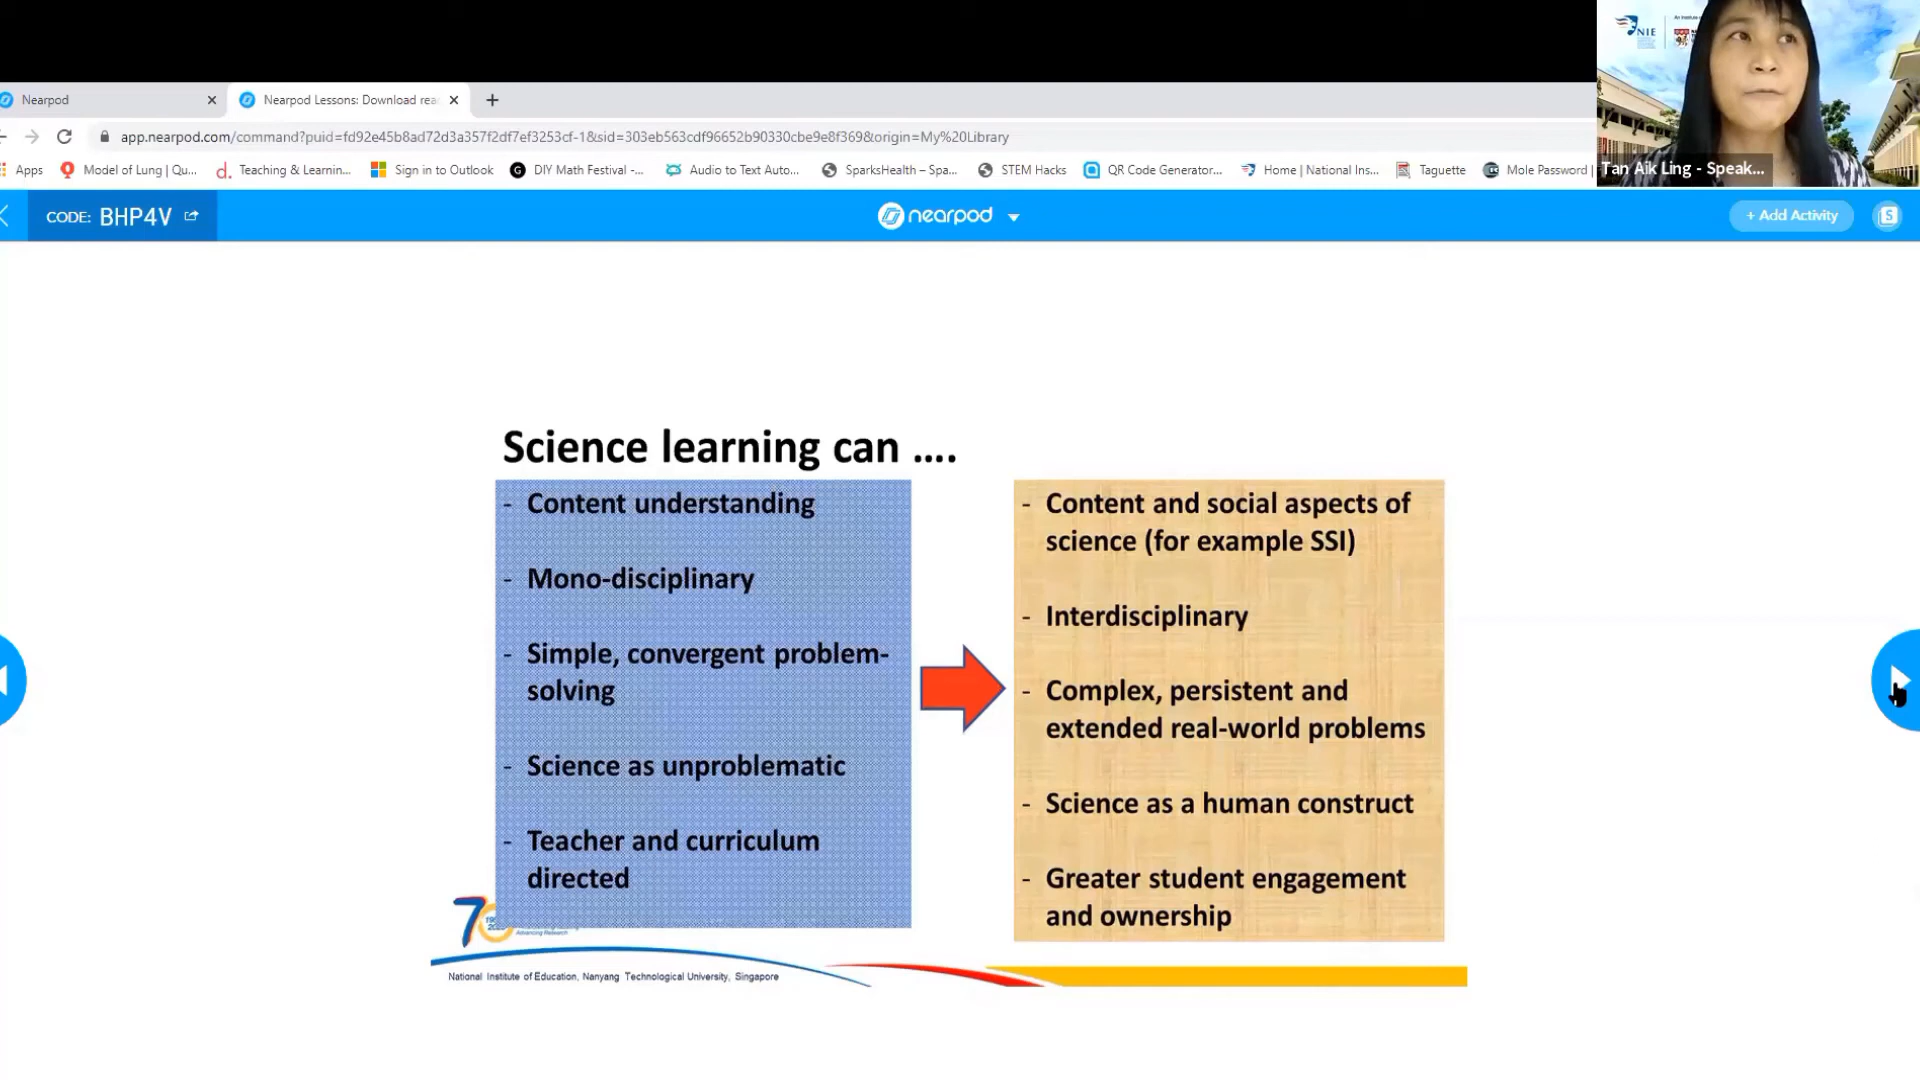 NIE
Nearpod
Nearpod Lessons: Download rea
app.nearpod.com/command?puid=fd92e45b8ad72d3a357f2df7ef3253cf-1&sid=303eb563cdf96652b90330cbe9e8f369&origin=My%20Library
Apps Model of Lung | Qu... Teaching & Learnin... Sign in to Outlook DIY Math Festival -... Audio to Text Auto... SparksHealth – Spa... STEM Hacks QR Code Generator... Home | National Ins... Taguette Mole Password |
Tan Aik Ling - Speak...
CODE: BHP4V
nearpod
+ Add Activity
S
Science learning can ....
- Content understanding
- Mono-disciplinary
- Simple, convergent problem-
solving
- Science as unproblematic
- Teacher and curriculum
directed
- Content and social aspects of
science (for example SSI)
- Interdisciplinary
- Complex, persistent and
extended real-world problems
- Science as a human construct
- Greater student engagement
and ownership
70
Advancing Research
National Institute of Education, Nanyang Technological University, Singapore